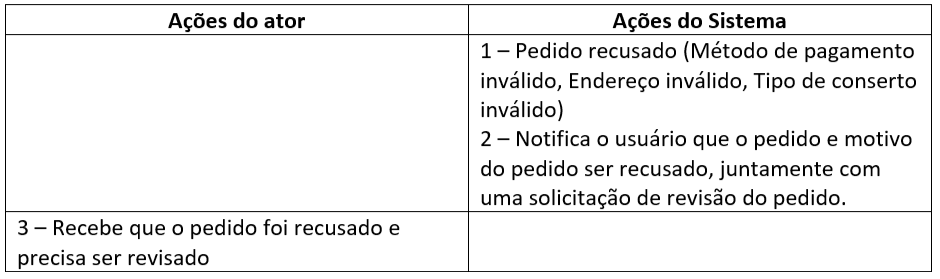 Ações do ator
Ações do Sistema
1 – Pedido recusado (Método de pagamento
inválido, Endereço inválido, Tipo de conserto
inválido)
2 – Notifica o usuário que o pedido e motivo
do pedido ser recusado, juntamente com
uma solicitação de revisão do pedido.
3 – Recebe que o pedido foi recusado e
precisa ser revisado